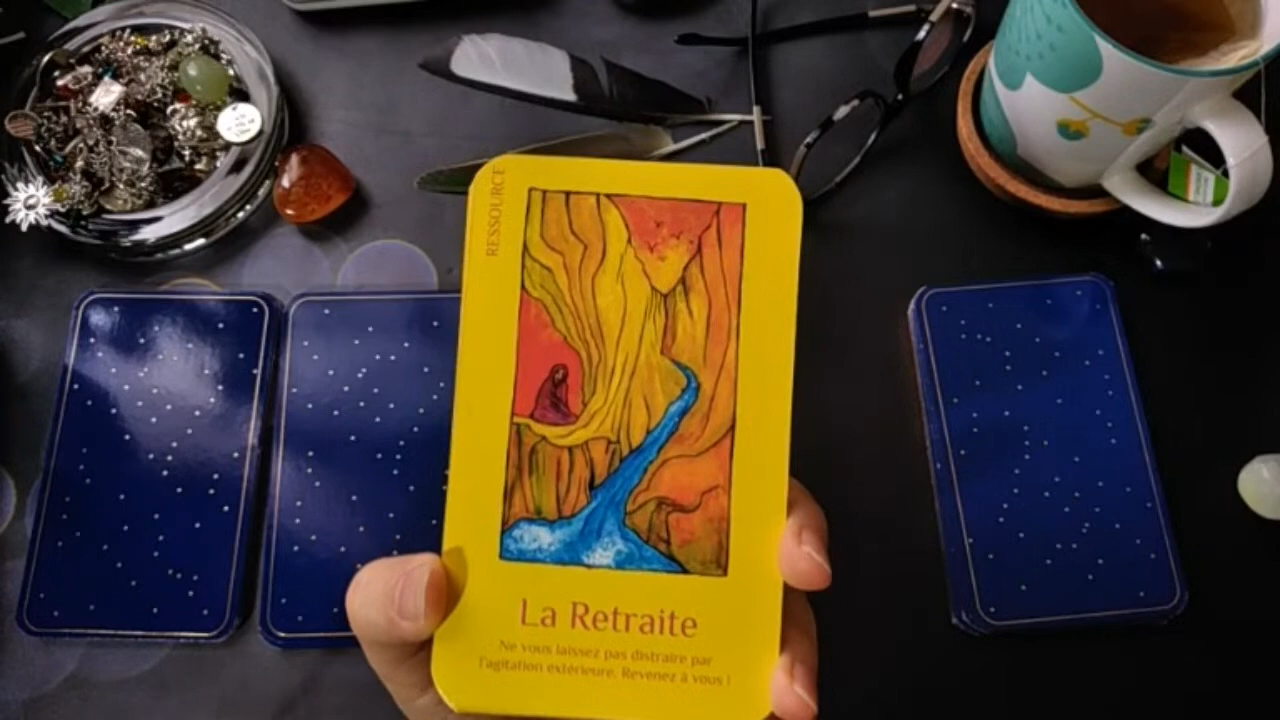 RESSOURCE
La Retraite
Ne vous laissez pas distraire par
l'agitation extérieure. Revenez à vous !